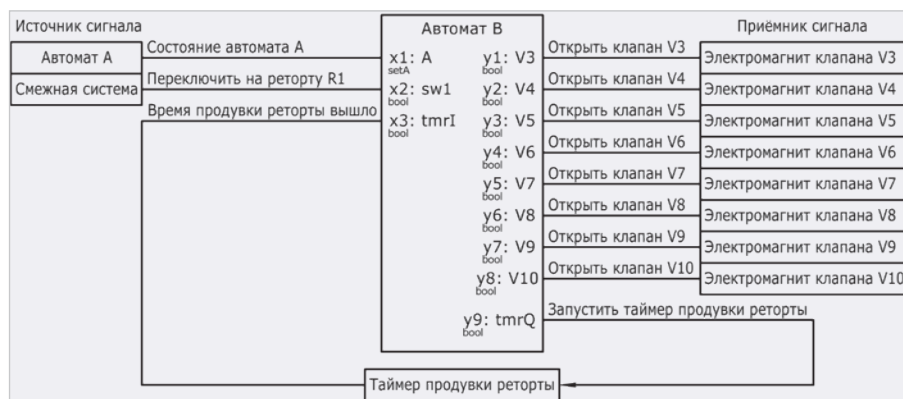 Источник сигнала
Автомат A
Смежная система
Состояние автомата A
Переключить на реторту R1
Время продувки реторты вышло
Автомат B
x1: A
setA
x2: sw1
bool
x3: tmrI
bool
y1: V3
bool
y2: V4
bool
y3: V5
bool
y4: V6
bool
y5: V7
bool
y6: V8
bool
y7: V9
bool
y8: V10
bool
y9: tmrQ
bool
Открыть клапан V3
Открыть клапан V4
Открыть клапан V5
Открыть клапан V6
Открыть клапан V7
Открыть клапан V8
Открыть клапан V9
Открыть клапан V10
Запустить таймер продувки реторты
Приёмник сигнала
Электромагнит клапана V3
Электромагнит клапана V4
Электромагнит клапана V5
Электромагнит клапана V6
Электромагнит клапана V7
Электромагнит клапана V8
Электромагнит клапана V9
Электромагнит клапана V10
Таймер продувки реторты